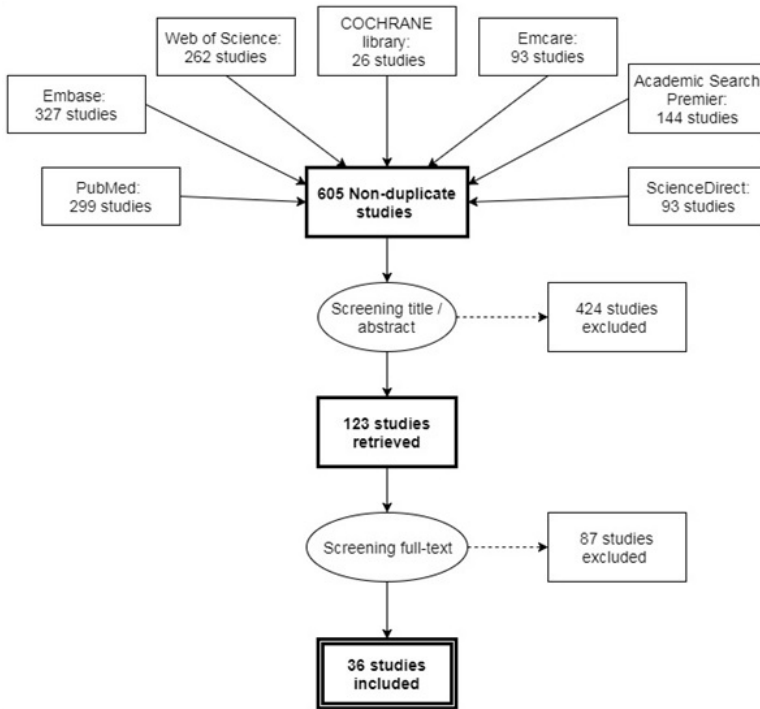 COCHRANE
library:
26 studies
Web of Science:
262 studies
Emcare:
93 studies
Embase:
327 studies
Academic Search
Premier:
144 studies
PubMed:
299 studies
605 Non-duplicate
studies
ScienceDirect:
93 studies
Screening title /
abstract
424 studies
excluded
123 studies
retrieved
Screening full-text
87 studies
excluded
36 studies
included